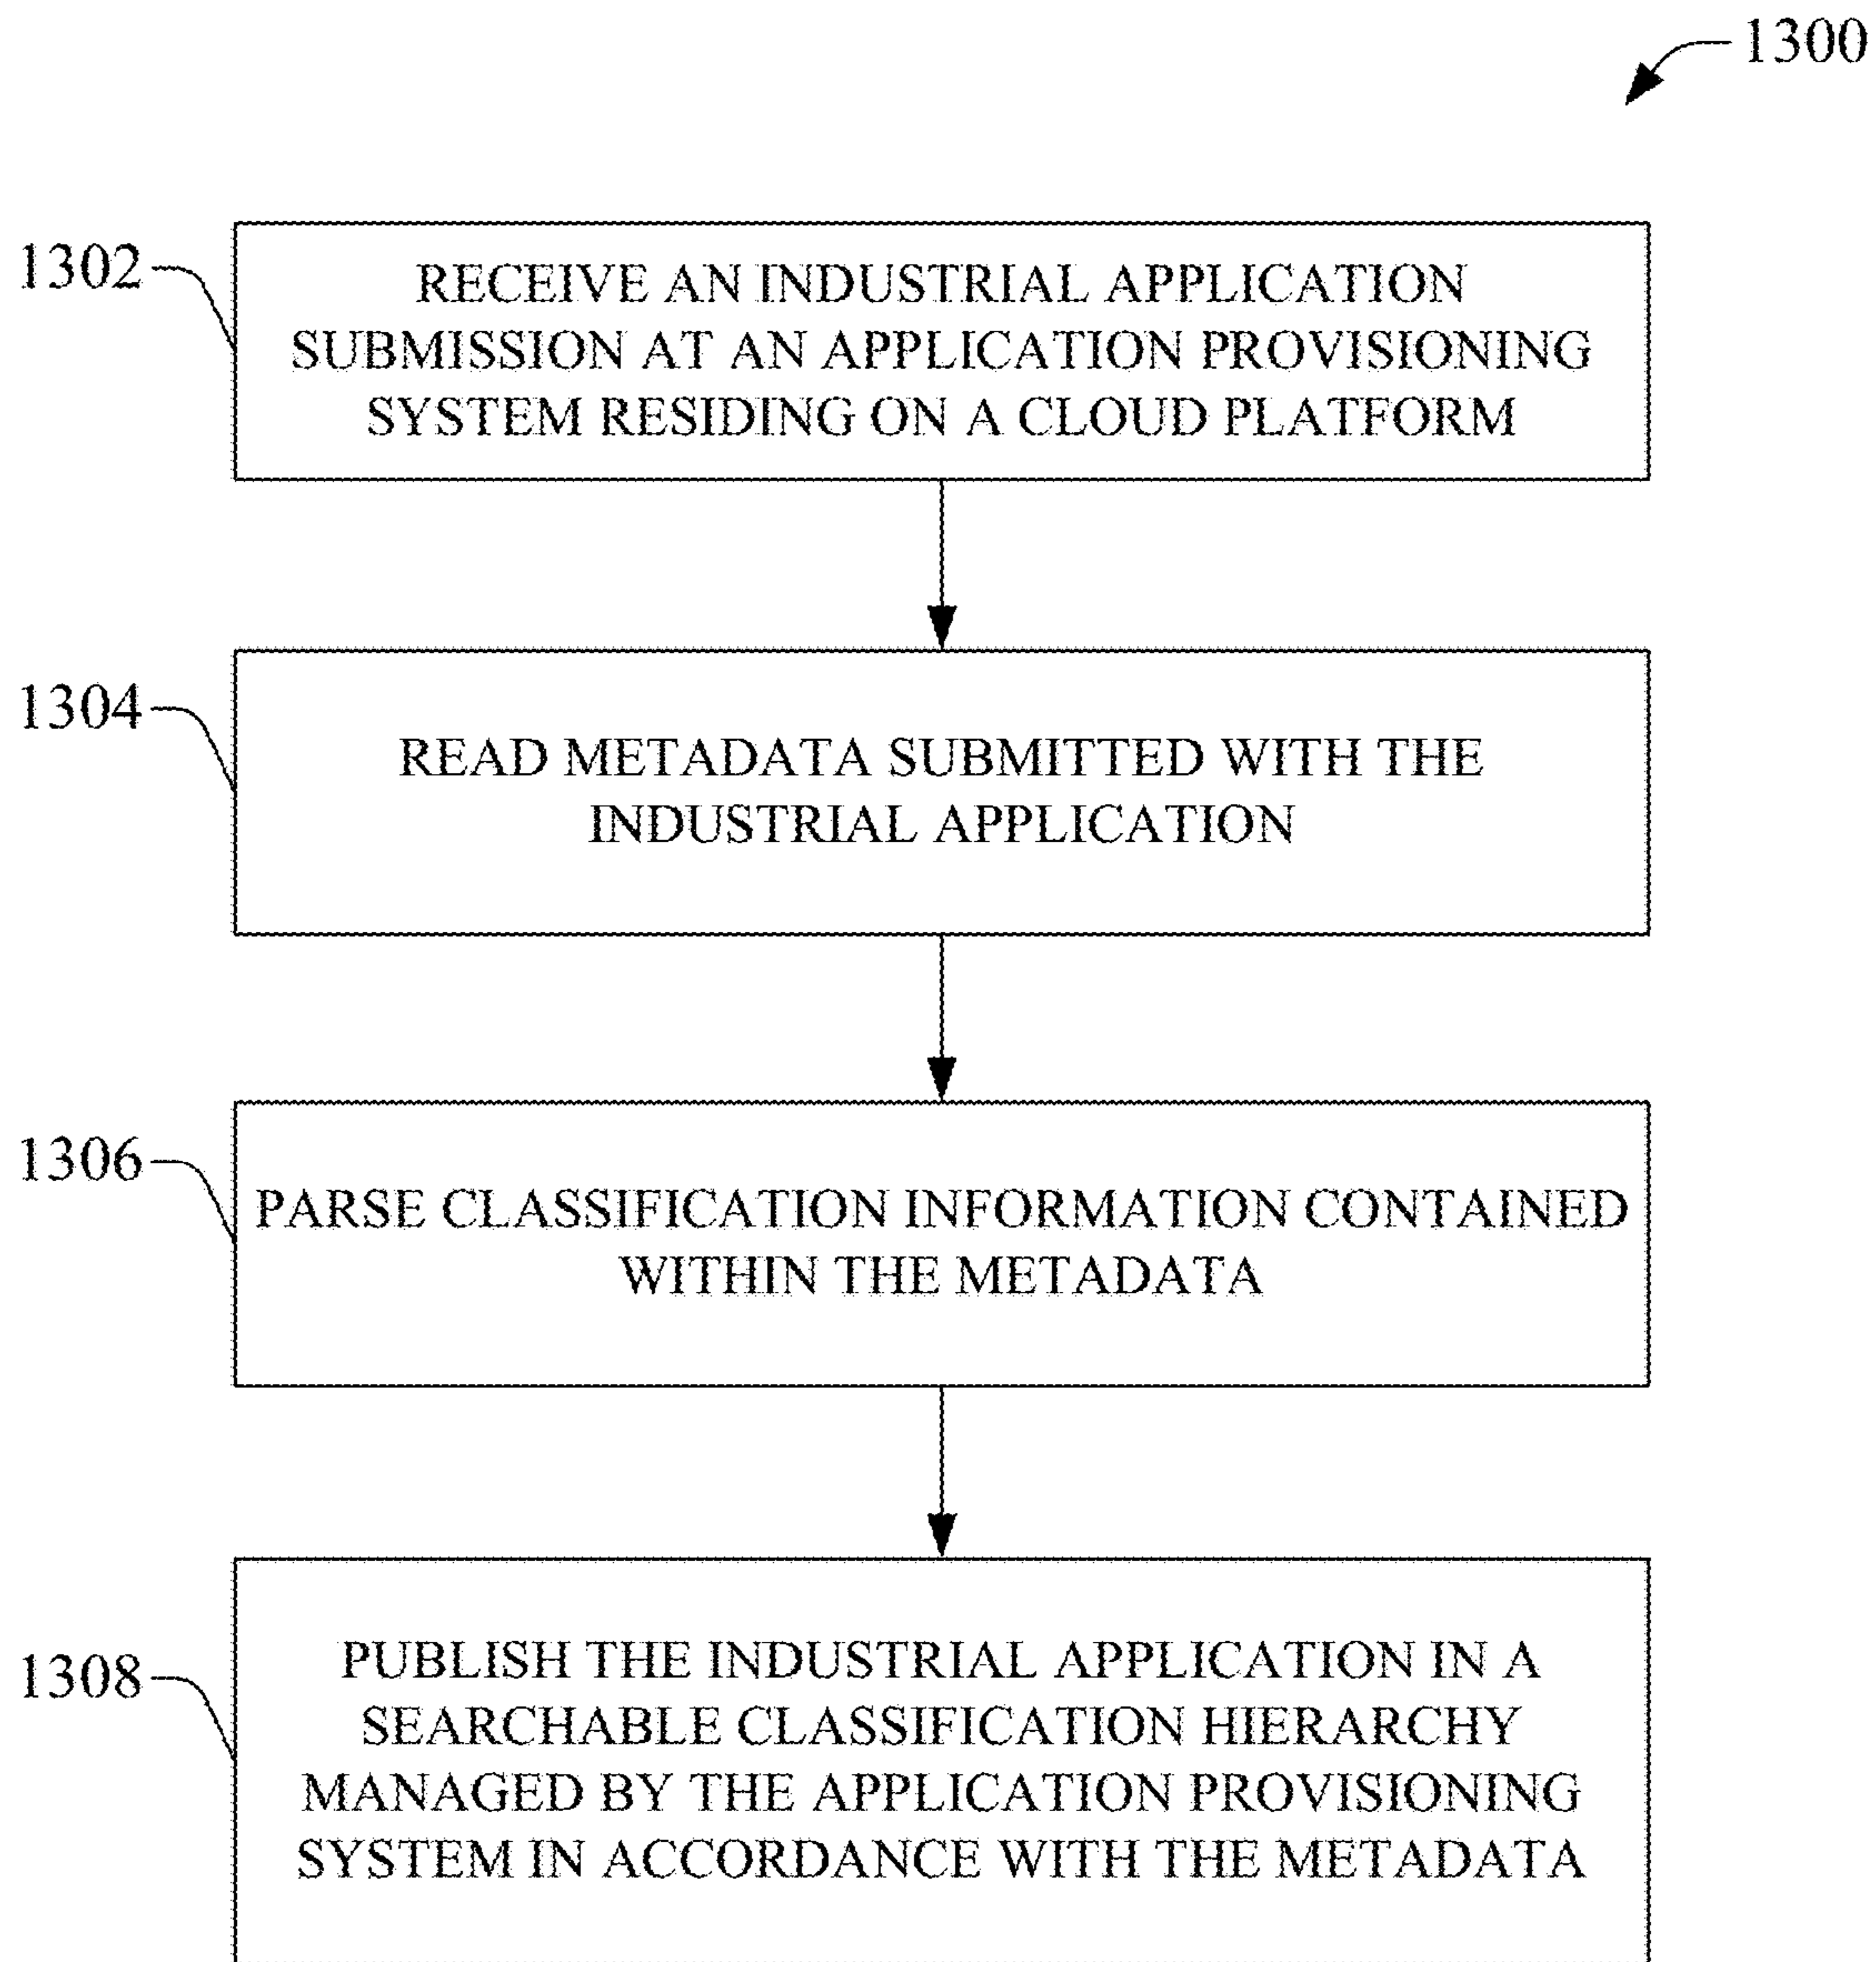 1300
1302
RECEIVE AN INDUSTRIAL APPLICATION
SUBMISSION AT AN APPLICATION PROVISIONING
SYSTEM RESIDING ON A CLOUD PLATFORM
1304
READ METADATA SUBMITTED WITH THE
INDUSTRIAL APPLICATION
1306
PARSE CLASSIFICATION INFORMATION CONTAINED
WITHIN THE METADATA
1308
PUBLISH THE INDUSTRIAL APPLICATION IN A
SEARCHABLE CLASSIFICATION HIERARCHY
MANAGED BY THE APPLICATION PROVISIONING
SYSTEM IN ACCORDANCE WITH THE METADATA